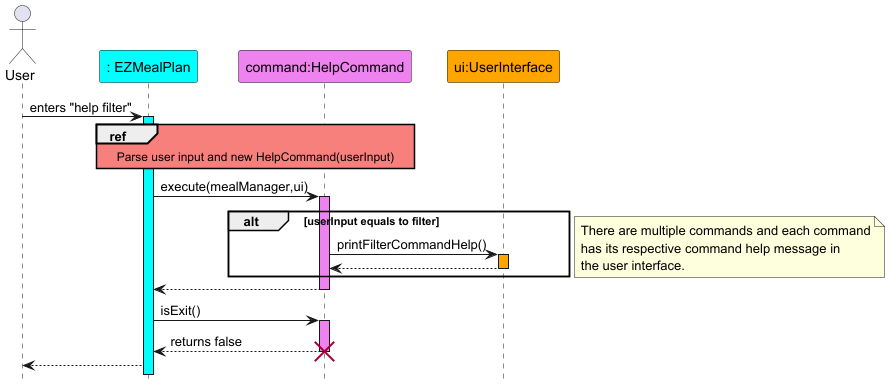 User
: EZMealPlan
command:HelpCommand
ui:UserInterface
enters "help filter"
ref
Parse user input and new HelpCommand(userInput)
execute(mealManager,ui)
alt
[userInput equals to filter]
There are multiple commands and each command
has its respective command help message in
the user interface.
printFilterCommandHelp()
isExit()
returns false